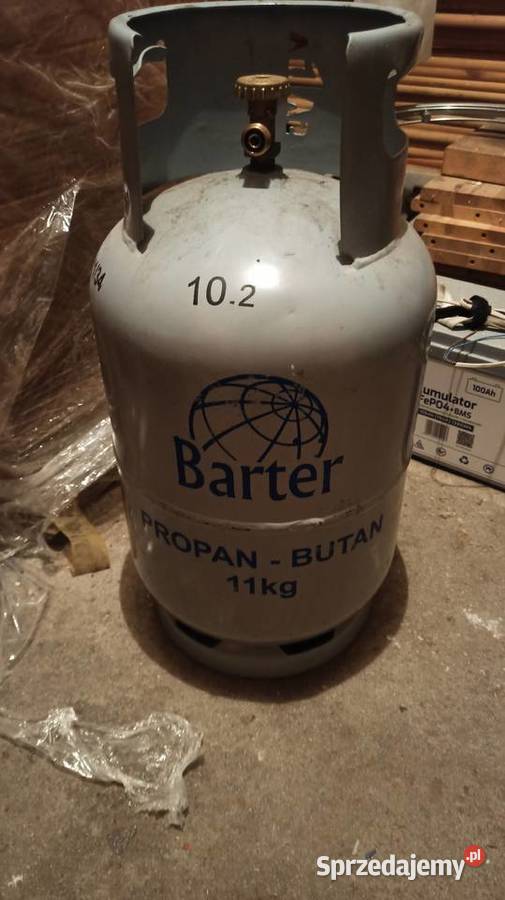 10.2
Barter
PROPAN - BUTAN
11kg
100Ah
umulator
FePO4+BMS
Sprzedajemy.pl